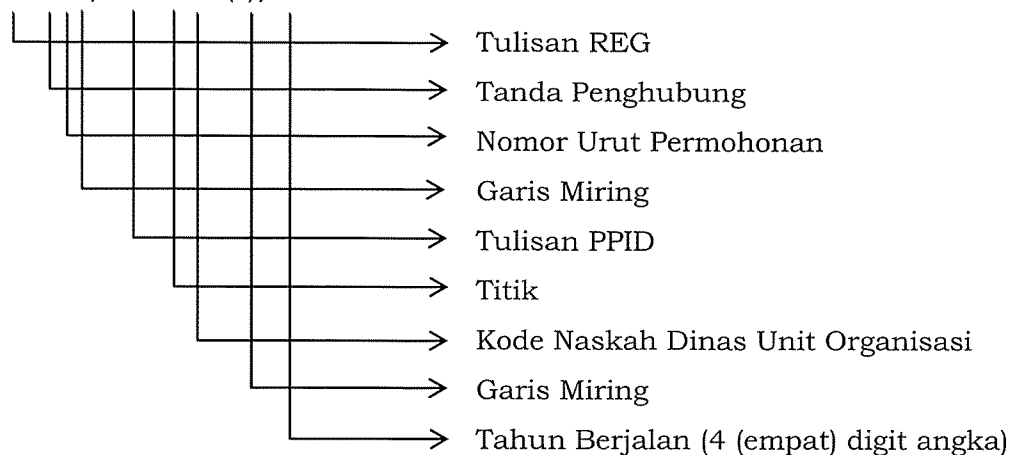 Tulisan REG
Tanda Penghubung
Nomor Urut Permohonan
Garis Miring
Tulisan PPID
Titik
Kode Naskah Dinas Unit Organisasi
Garis Miring
Tahun Berjalan (4 (empat) digit angka)